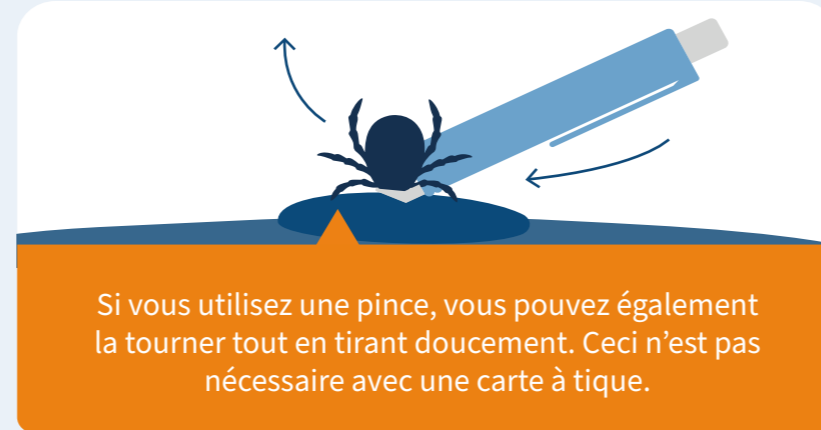 Si vous utilisez une pince, vous pouvez également
la tourner tout en tirant doucement. Ceci n’est pas
nécessaire avec une carte à tique.